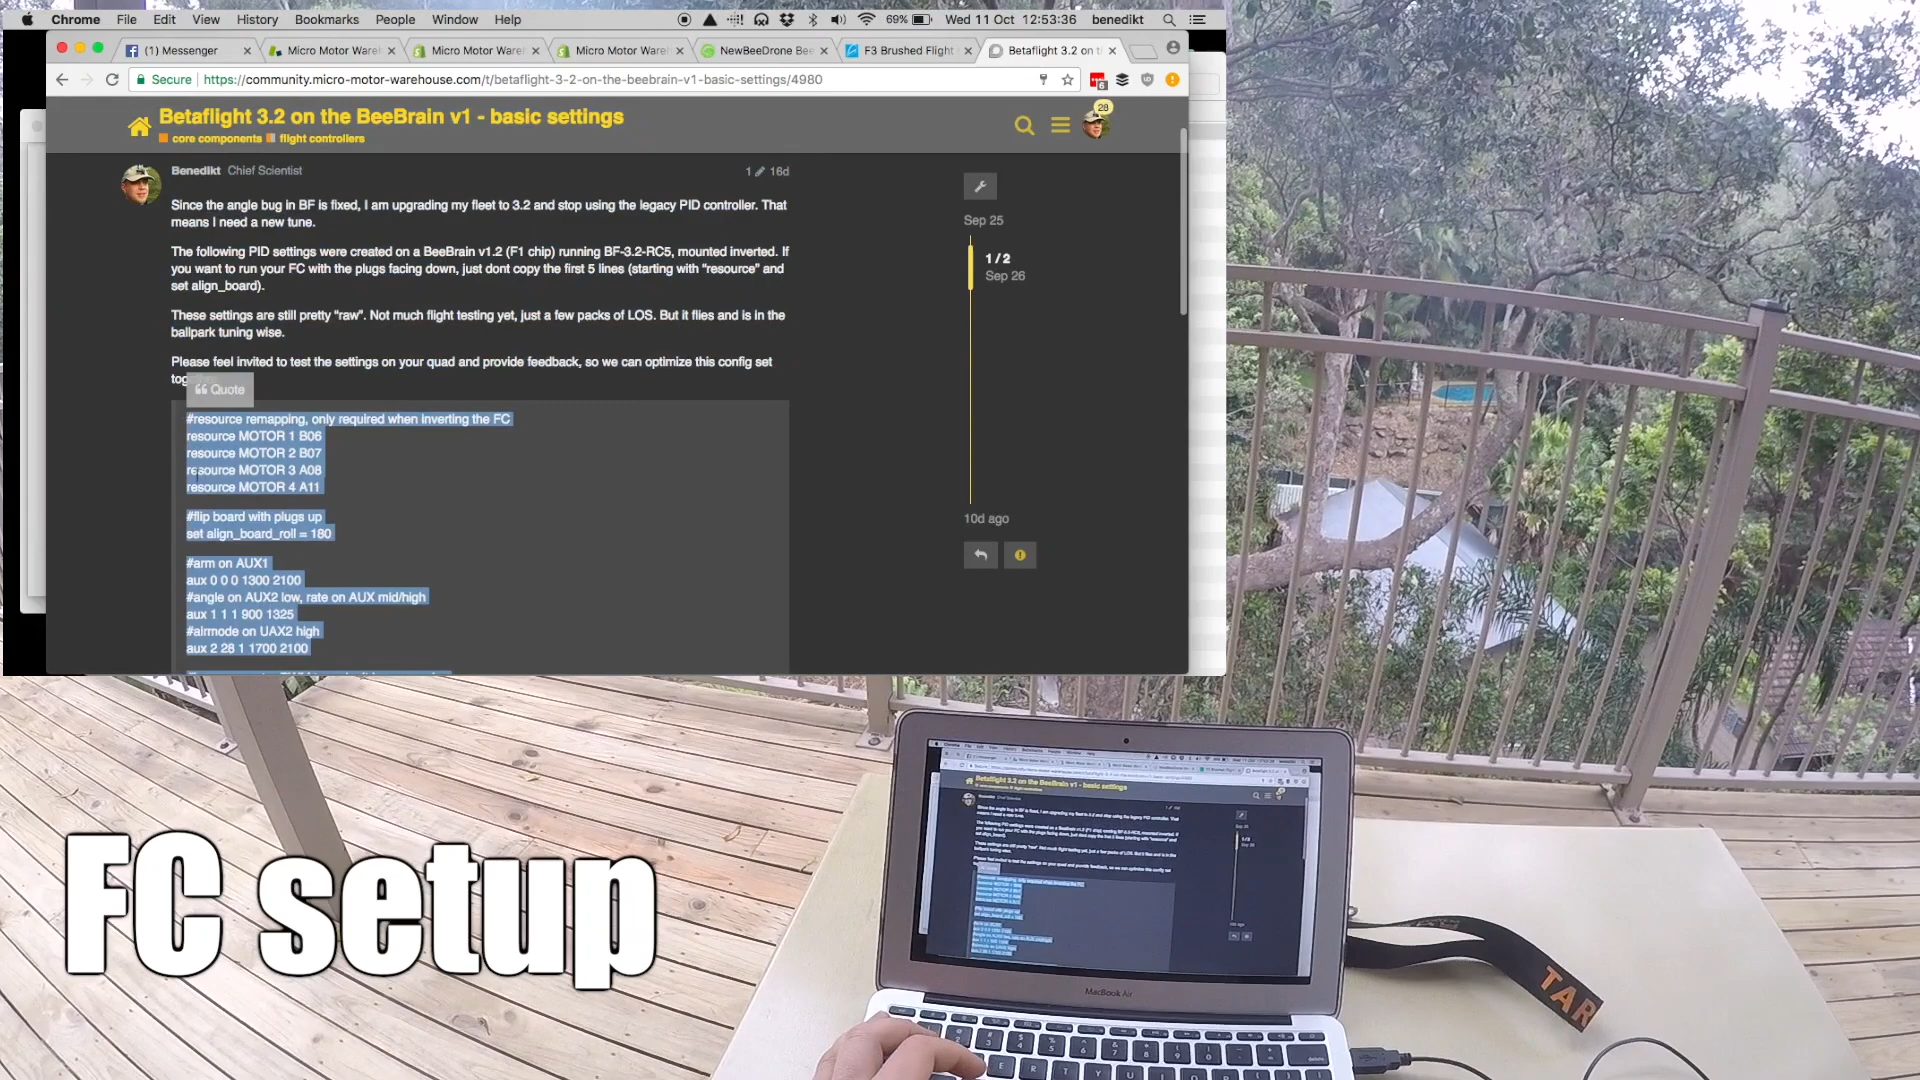 Chrome File Edit View History Bookmarks People Window Help 69% Wed 11 Oct 12:53:36 benedikt
(1) Messenger Micro Motor Ware Micro Motor Ware Micro Motor Ware NewBeeDrone Bee F3 Brushed Flight Betaflight 3.2 on t
Secure https://community.micro-motor-warehouse.com/t/betaflight-3-2-on-the-beebrain-v1-basic-settings/4980 6
Betaflight 3.2 on the BeeBrain v1 - basic settings
28
core components flight controllers
Benedikt Chief Scientist 1 16d
Since the angle bug in BF is fixed, I am upgrading my fleet to 3.2 and stop using the legacy PID controller. That
means I need a new tune.
The following PID settings were created on a BeeBrain v1.2 (F1 chip) running BF-3.2-RC5, mounted inverted. If
you want to run your FC with the plugs facing down, just dont copy the first 5 lines (starting with “resource” and
set align_board).
These settings are still pretty “raw”. Not much flight testing yet, just a few packs of LOS. But it flies and is in the
ballpark tuning wise.
Please feel invited to test the settings on your quad and provide feedback, so we can optimize this config set
Quote
#resource remapping, only required when inverting the FC
resource MOTOR 1 B06
resource MOTOR 2 B07
resource MOTOR 3 A08
resource MOTOR 4 A11
#flip board with plugs up
set align_board_roll = 180
#arm on AUX1
aux 0 0 0 1300 2100
#angle on AUX2 low, rate on AUX mid/high
aux 1 1 1 900 1325
#airmode on UAX2 high
aux 2 28 1 1700 2100
Sep 25
1 / 2
Sep 26
10d ago
FC setup
Betaflight 3.2 on the BeeBrain v1 - basic settings
MacBook Air
TAR